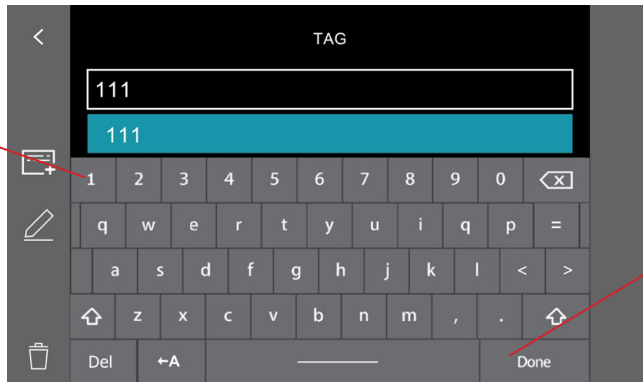 TAG
111
111
1 2 3 4 5 6 7 8 9 0
q w e r t y u i q p =
a s d f g h j k l < >
z x c v b n m , .
Del ←A Done